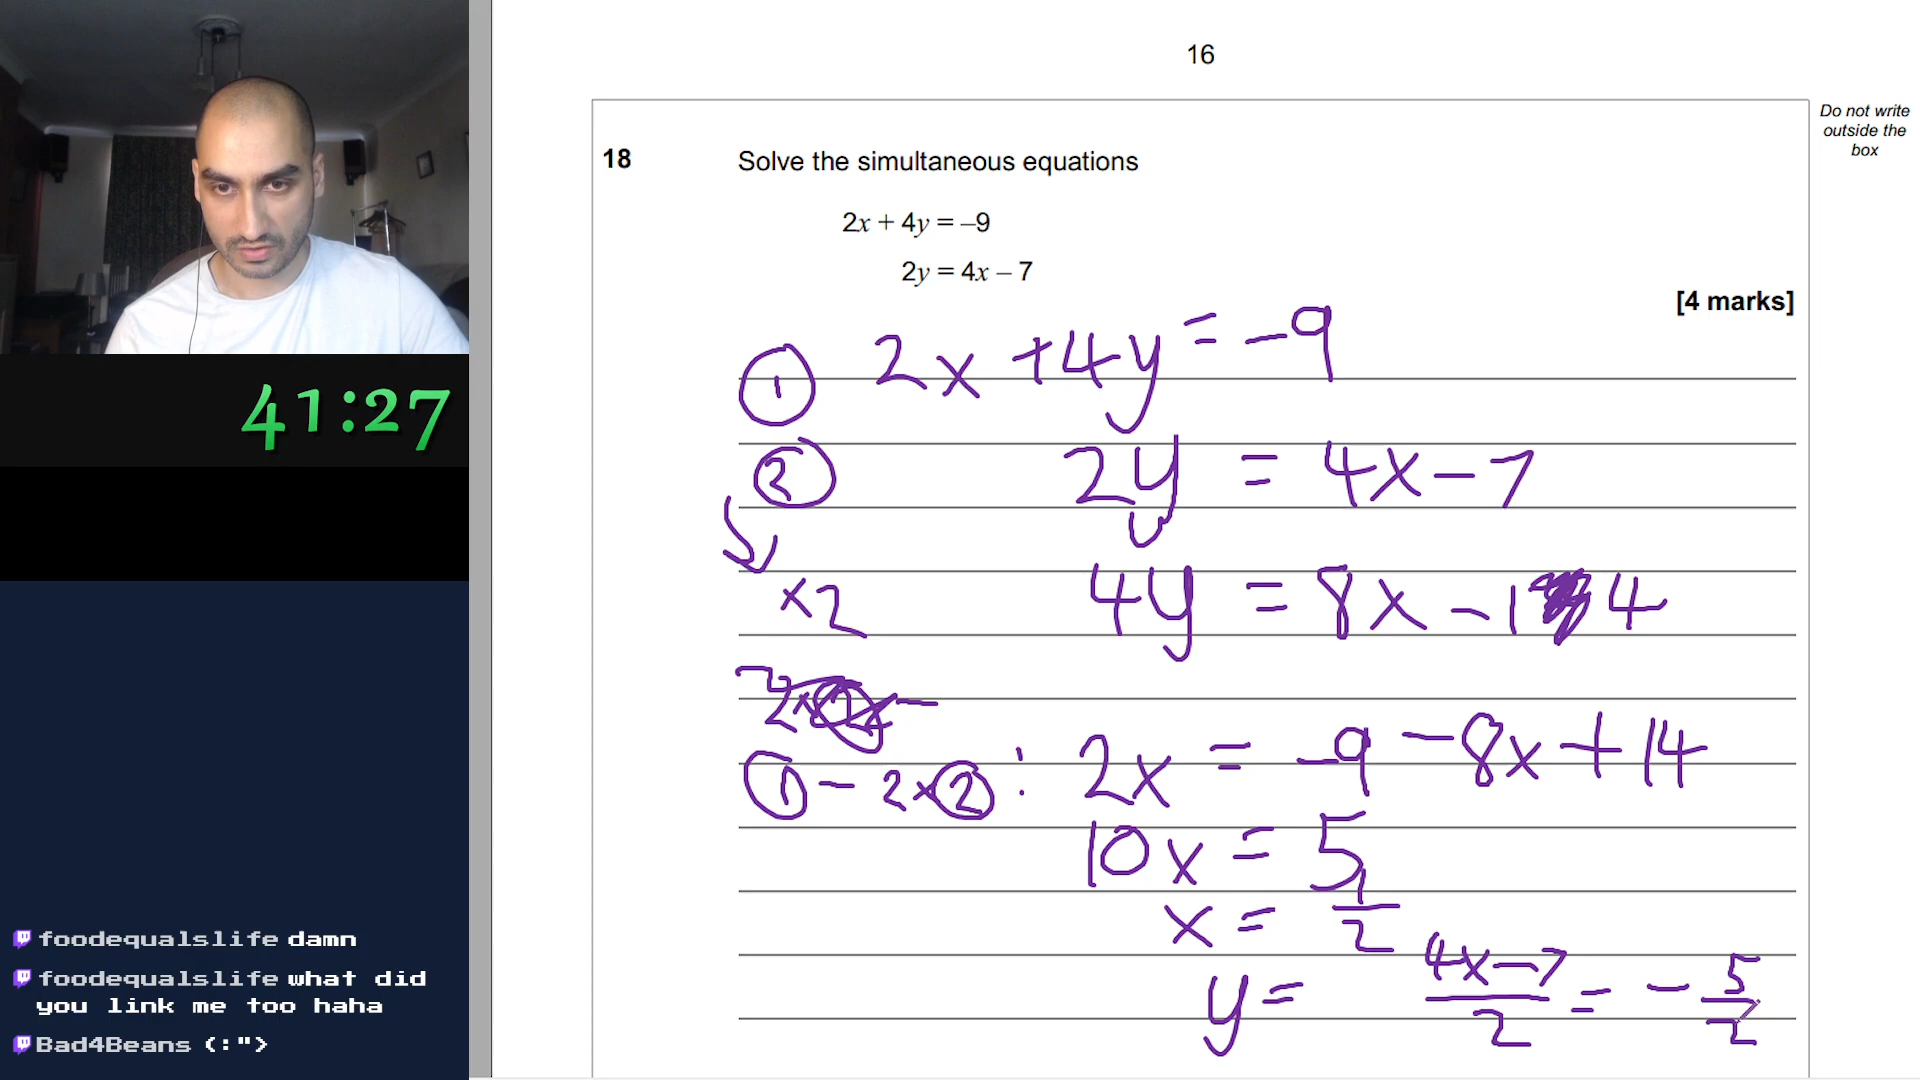 16
Do not write
outside the
box
18 Solve the simultaneous equations
2x + 4y = –9
2y = 4x – 7
[4 marks]
① 2x + 4y = -9
② 2y = 4x - 7
×2 4y = 8x - 14
① - 2×② : 2x = -9 - 8x + 14
10x = 5
x = 1/2
y = 4x-7/2 = - 5/2
41:27
foodequalslife damn
foodequalslife what did
you link me too haha
Bad4Beans (:">